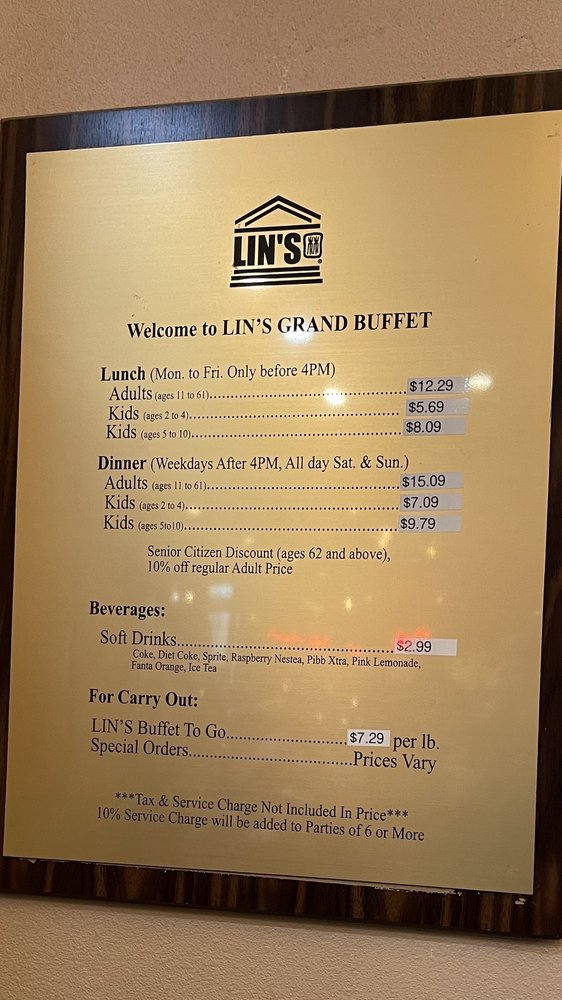 LIN'S
Welcome to LIN'S GRAND BUFFET
Lunch (Mon. to Fri. Only before 4PM)
Adults (ages 11 to 61)........................................ $12.29
Kids (ages 2 to 4)........................................ $5.69
Kids (ages 5 to 10)........................................ $8.09
Dinner (Weekdays After 4PM, All day Sat. & Sun.)
Adults (ages 11 to 61)........................................ $15.09
Kids (ages 2 to 4)........................................ $7.09
Kids (ages 5to10)........................................ $9.79
Senior Citizen Discount (ages 62 and above),
10% off regular Adult Price
Beverages:
Soft Drinks........................................ $2.99
Coke, Diet Coke, Sprite, Raspberry Nestea, Pibb Xtra, Pink Lemonade,
Fanta Orange, Ice Tea
For Carry Out:
LIN'S Buffet To Go.............................. $7.29 per lb.
Special Orders........................................Prices Vary
***Tax & Service Charge Not Included In Price***
10% Service Charge will be added to Parties of 6 or More